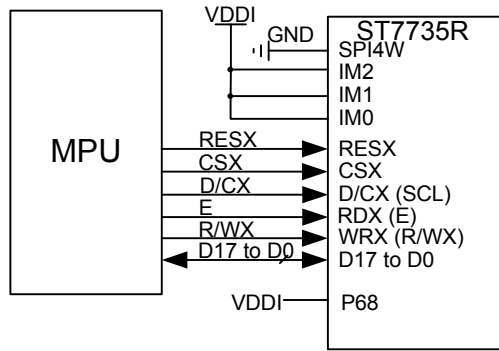 VDDI
GND
ST7735R
SPI4W
IM2
IM1
IM0
MPU
RESX
RESX
CSX
CSX
D/CX
D/CX (SCL)
E
RDX (E)
R/WX
WRX (R/WX)
D17 to D0
D17 to D0
VDDI
P68